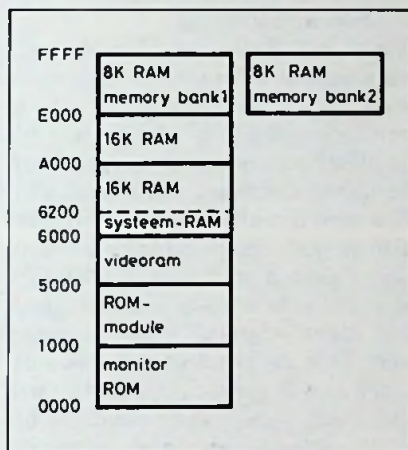 FFFF
8K RAM
memory bank1
8K RAM
memory bank2
E000
16K RAM
A000
16K RAM
6200
systeem-RAM
6000
videoram
5000
ROM-
module
1000
monitor
ROM
0000